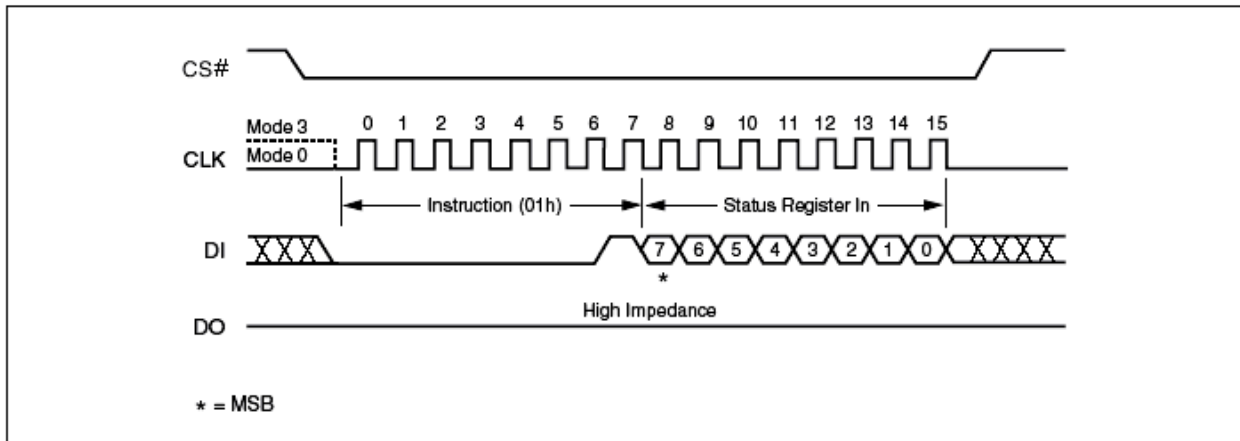 CS#
Mode 3
0 1 2 3 4 5 6 7 8 9 10 11 12 13 14 15
CLK
Mode 0
Instruction (01h)
Status Register In
DI
7 6 5 4 3 2 1 0
*
High Impedance
DO
* = MSB